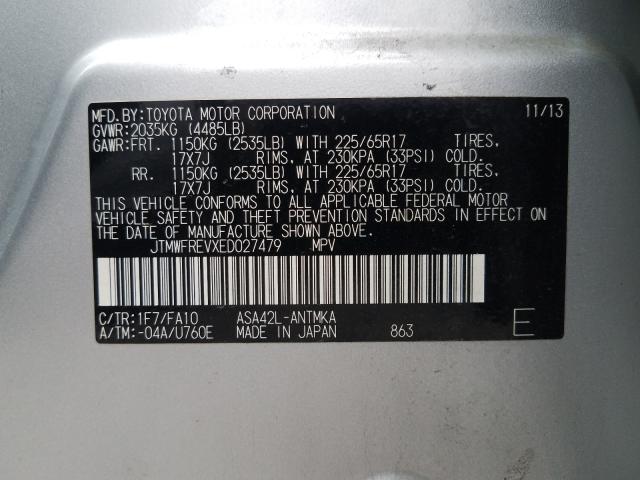 MFD.BY:TOYOTA MOTOR CORPORATION 11/13
GVWR:2035KG (4485LB)
GAWR:FRT. 1150KG (2535LB) WITH 225/65R17 TIRES.
17X7J RIMS. AT 230KPA (33PSI) COLD.
RR. 1150KG (2535LB) WITH 225/65R17 TIRES.
17X7J RIMS. AT 230KPA (33PSI) COLD.
THIS VEHICLE CONFORMS TO ALL APPLICABLE FEDERAL MOTOR
VEHICLE SAFETY AND THEFT PREVENTION STANDARDS IN EFFECT ON
THE DATE OF MANUFACTURE SHOWN ABOVE.
JTMWFREVXED027479 MPV
C/TR:1F7/FA10 ASA42L-ANTMKA
A/TM:-04A/U760E MADE IN JAPAN 863 E